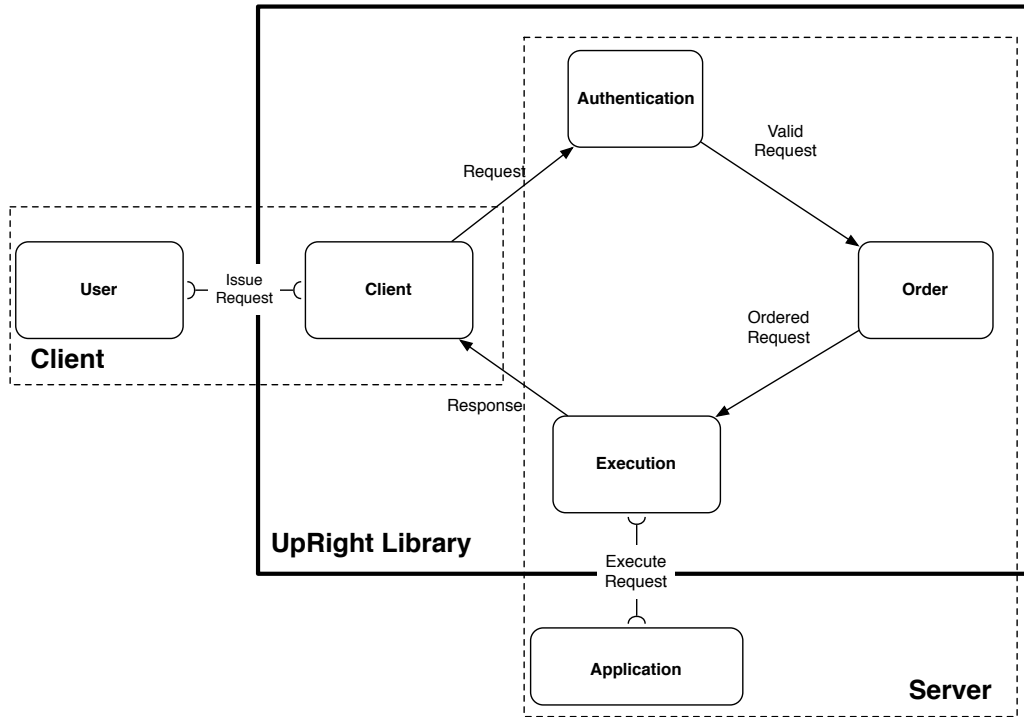 Authentication
Valid
Request
Request
User
Issue
Request
Client
Order
Client
Ordered
Request
Response
Execution
UpRight Library
Execute
Request
Application
Server